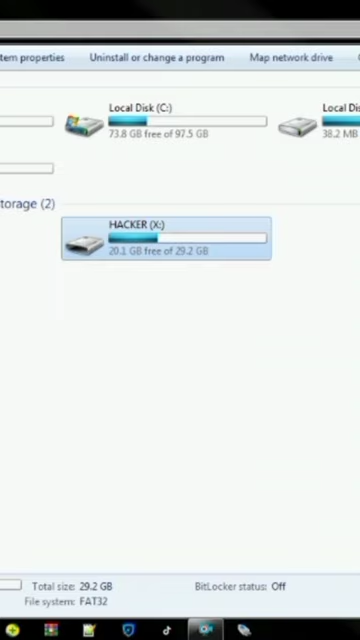 tem properties Uninstall or change a program Map network drive
Local Disk (C:)
73.8 GB free of 97.5 GB
Local Dis
38.2 MB
torage (2)
HACKER (X:)
20.1 GB free of 29.2 GB
Total size: 29.2 GB BitLocker status: Off
File system: FAT32